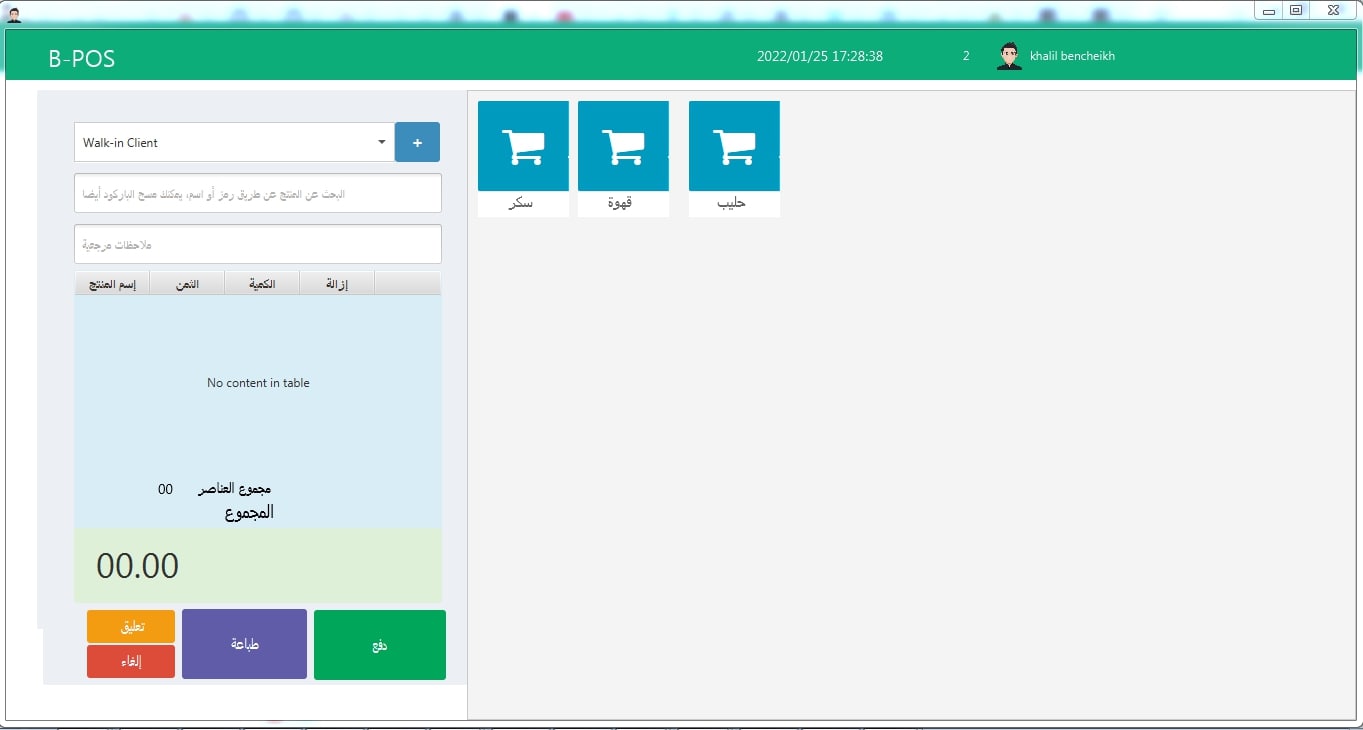 B-POS
2022/01/25 17:28:38
2
khalil bencheikh
Walk-in Client
+
البحث عن المنتج عن طريق رمز أو اسم، يمكنك مسح الباركود أيضا
ملاحظات مرجعية
إسم المنتج
الثمن
الكمية
إزالة
No content in table
مجموع العناصر 00
المجموع
00.00
تعليق
إلغاء
طباعة
دفع
سكر
قهوة
حليب